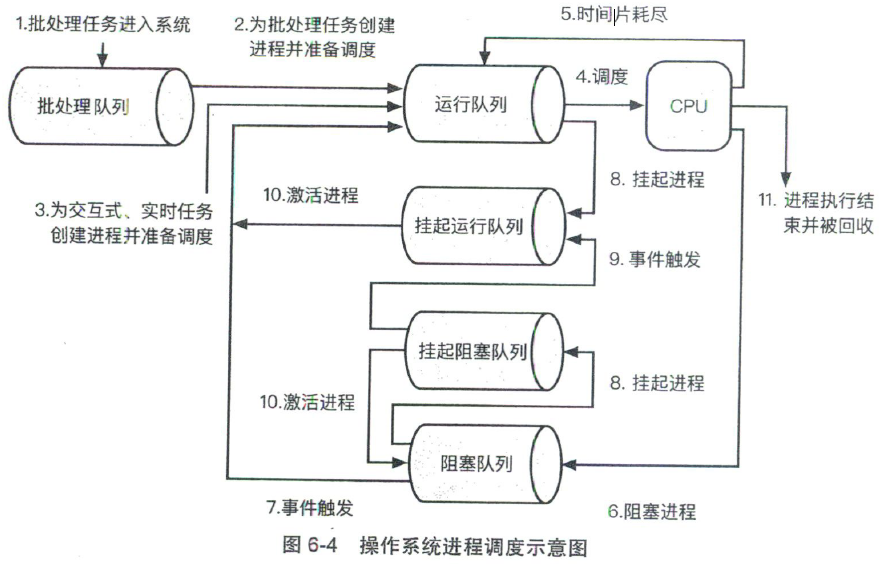 1.批处理任务进入系统
2.为批处理任务创建
进程并准备调度
5.时间片耗尽
批处理队列
运行队列
4.调度
CPU
3.为交互式、实时任务
创建进程并准备调度
10.激活进程
挂起运行队列
8. 挂起进程
11. 进程执行结
束并被回收
9. 事件触发
挂起阻塞队列
8. 挂起进程
10.激活进程
阻塞队列
7.事件触发
6.阻塞进程
图 6-4 操作系统进程调度示意图